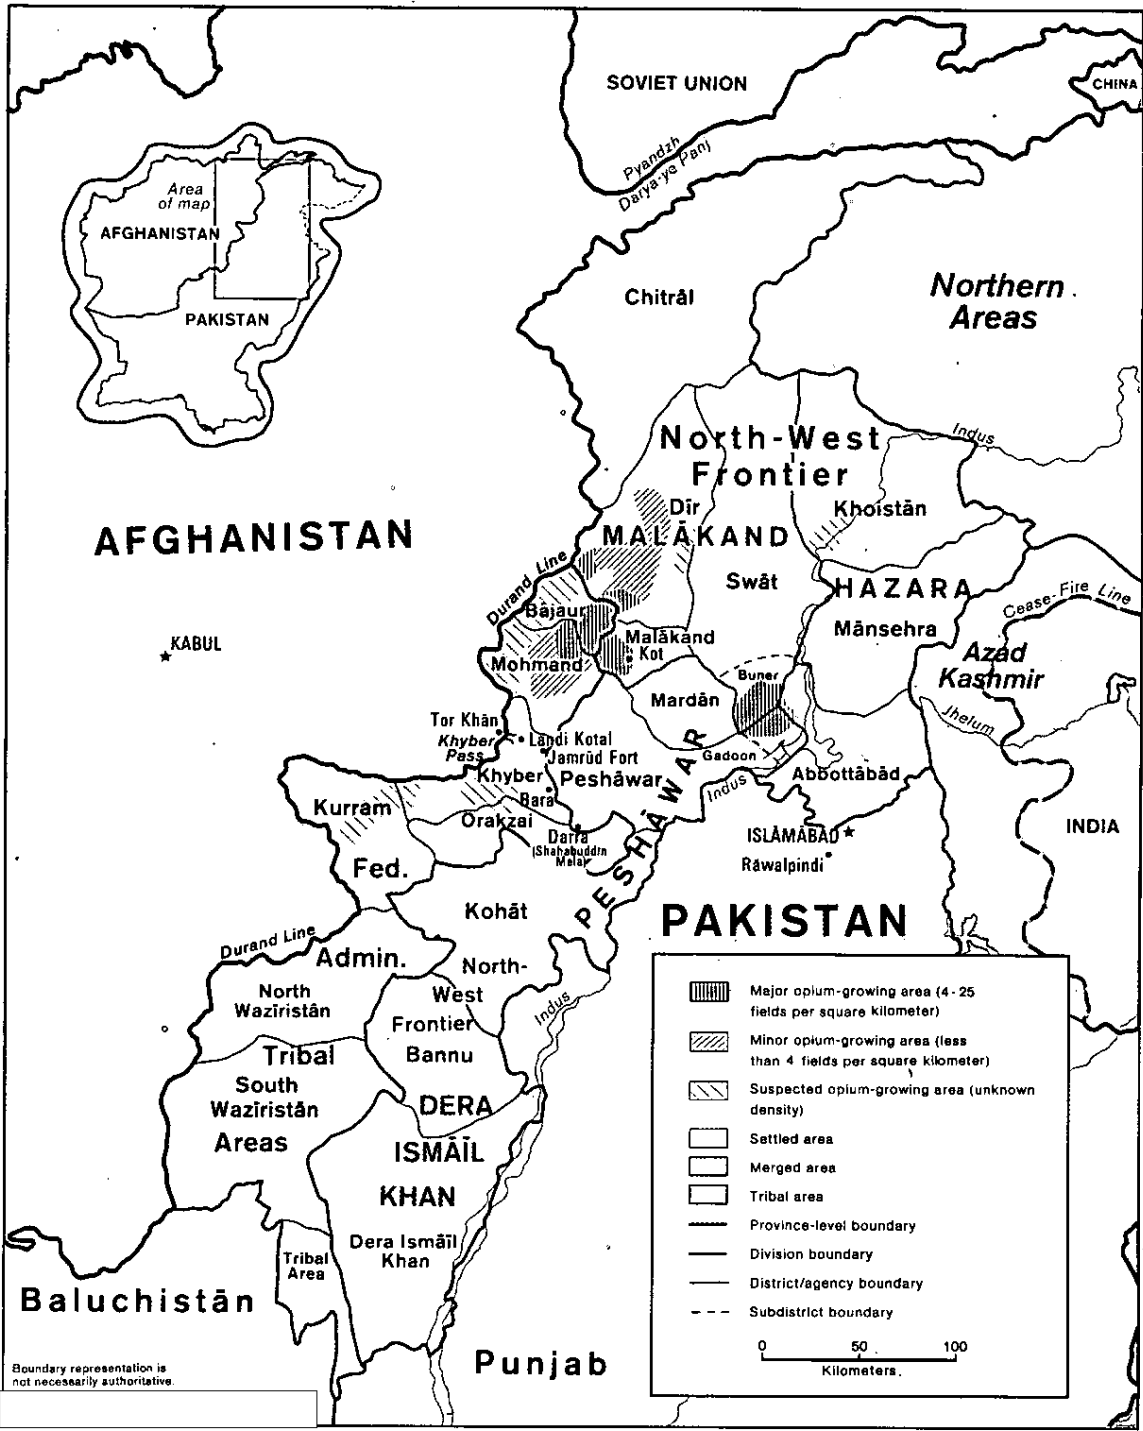 SOVIET UNION
CHINA
Pyandzh
Darya-ye Panj
Area
of map
AFGHANISTAN
PAKISTAN
Chitrāl
Northern
Areas
Indus
North-West
Frontier
Khoistān
Dīr
MALĀKAND
AFGHANISTAN
Durand Line
Swāt
HAZARA
Cease-Fire Line
Bājaur
Mānsehra
KABUL
Malākand
Kot
Azad
Kashmir
Mohmand
Buner
Mardān
Jhelum
Tor Khān
Khyber
Pass
Landi Kotal
Jamrūd Fort
Gadoon
Khyber
Peshāwar
Indus
Abbottābād
Bara
Kurram
Orakzai
PESHĀWAR
Darra
(Shahabuddin
Mela)
ISLĀMĀBĀD
INDIA
Rāwalpindi
Fed.
Kohāt
PAKISTAN
Durand Line
Admin.
North-
West
Frontier
North
Wazīristān
Indus
Bannu
Tribal
South
Wazīristān
Areas
DERA
ISMĀĪL
KHAN
Dera Ismāīl
Khan
Tribal
Area
Baluchistān
Punjab
Major opium-growing area (4-25
fields per square kilometer)
Minor opium-growing area (less
than 4 fields per square kilometer)
Suspected opium-growing area (unknown
density)
Settled area
Merged area
Tribal area
Province-level boundary
Division boundary
District/agency boundary
Subdistrict boundary
0 50 100
Kilometers
Boundary representation is
not necessarily authoritative.